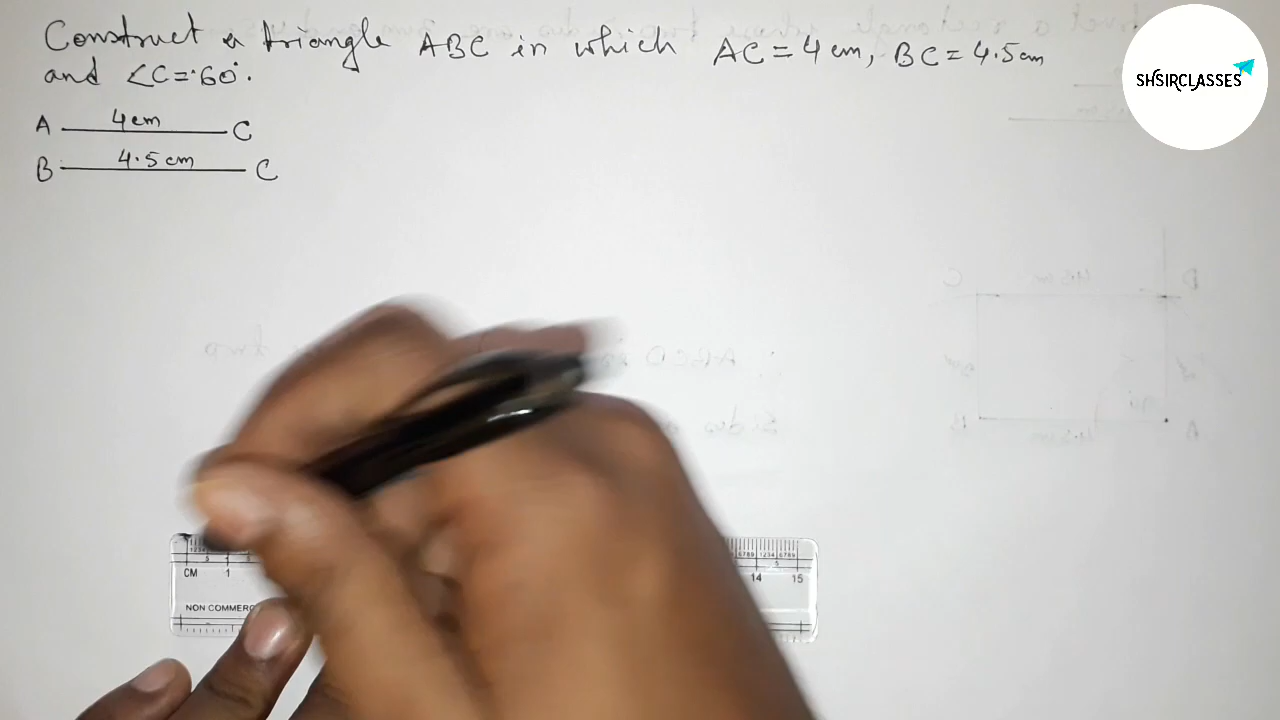 Construct a triangle ABC in which AC = 4 cm, BC = 4.5 cm
and ∠C = 60°.
SHSIRCLASSES
A 4 cm C
B 4.5 cm C
CM 1 14 15
NON COMMERC